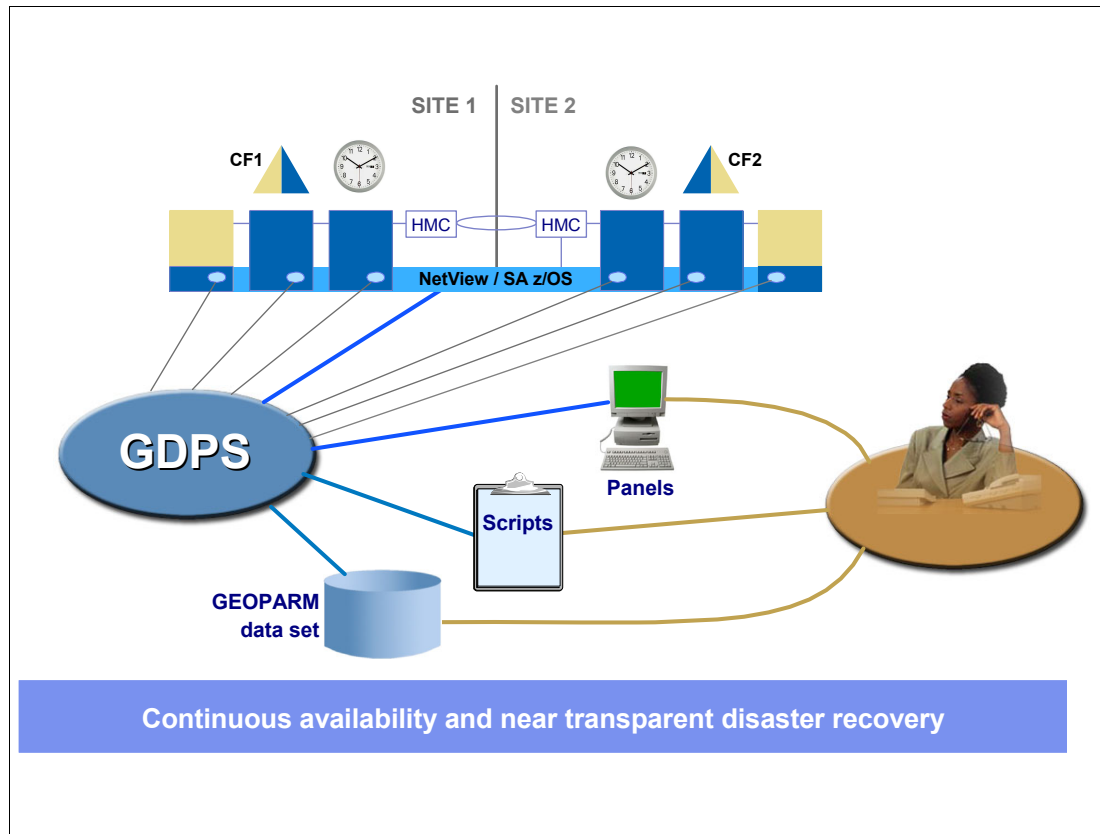 SITE 1
SITE 2
CF1
CF2
HMC
HMC
NetView / SA z/OS
GDPS
Panels
Scripts
GEOPARM
data set
Continuous availability and near transparent disaster recovery